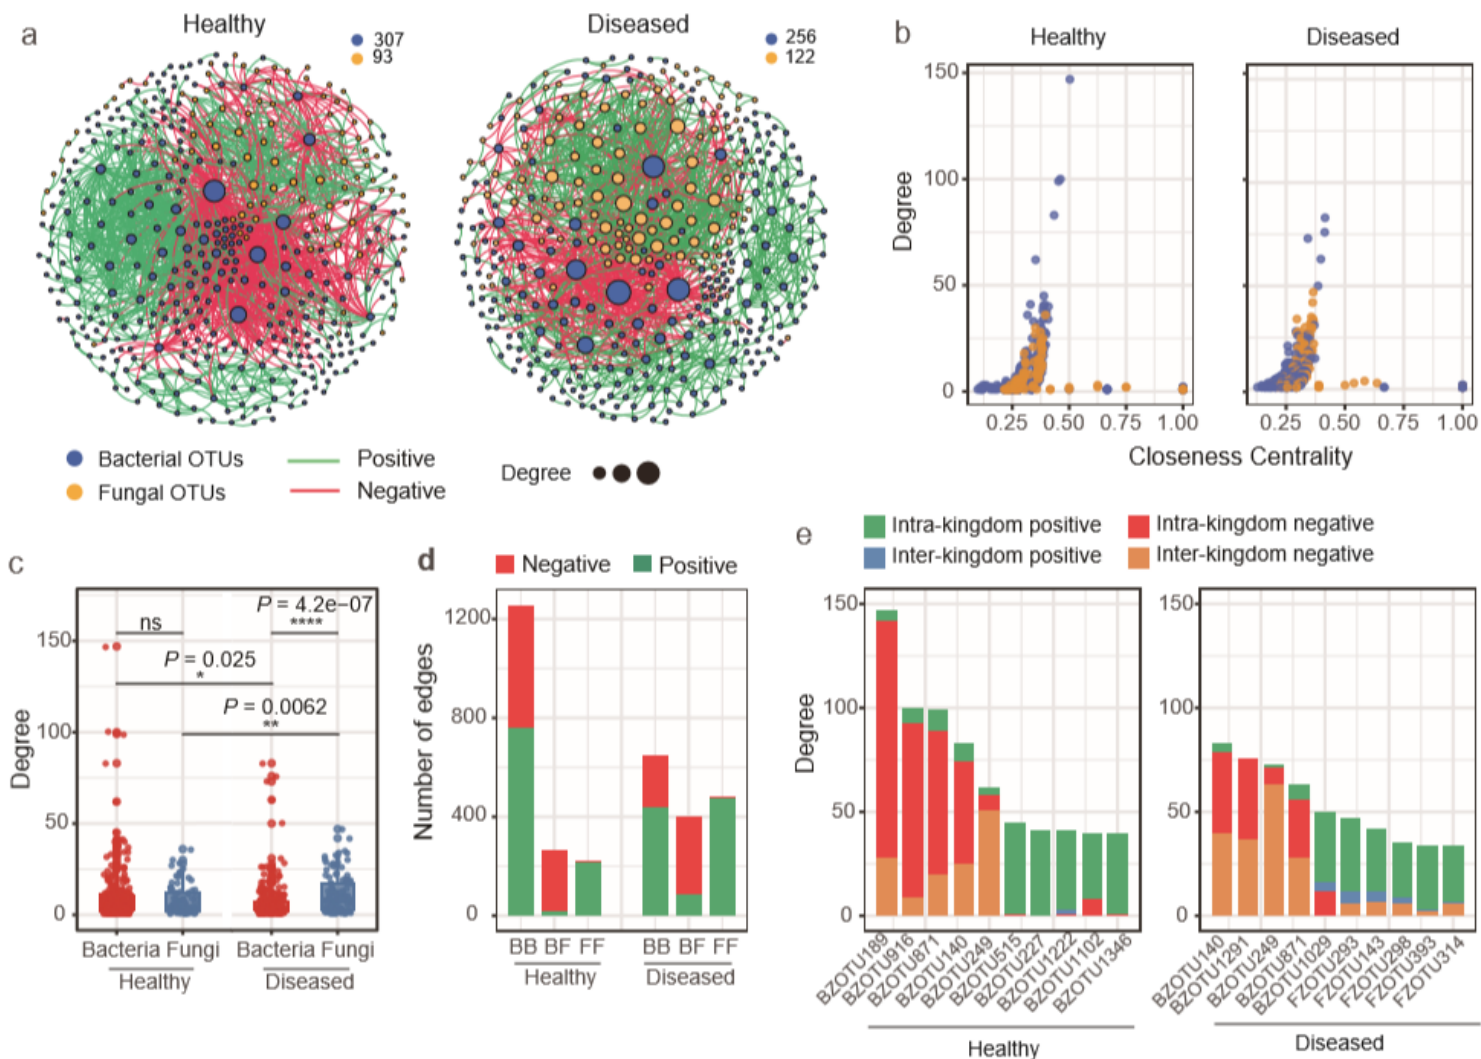 a
Healthy
307
93
Diseased
256
122
Bacterial OTUs
Fungal OTUs
Positive
Negative
Degree
b
Healthy
Diseased
Degree
150
100
50
0
0.25 0.50 0.75 1.00
0.25 0.50 0.75 1.00
Closeness Centrality
c
Degree
150
100
50
0
ns
P = 4.2e−07
****
P = 0.025
*
P = 0.0062
**
Bacteria Fungi
Healthy
Bacteria Fungi
Diseased
d
Negative
Positive
Number of edges
1200
800
400
0
BB BF FF
Healthy
BB BF FF
Diseased
e
Intra-kingdom positive
Intra-kingdom negative
Inter-kingdom positive
Inter-kingdom negative
Degree
150
100
50
0
BZOTU189
BZOTU916
BZOTU871
BZOTU140
BZOTU249
BZOTU515
BZOTU227
BZOTU1222
BZOTU1102
BZOTU1346
Healthy
150
100
50
0
BZOTU140
BZOTU1291
BZOTU249
BZOTU871
BZOTU1029
FZOTU293
FZOTU143
FZOTU298
FZOTU393
FZOTU314
Diseased